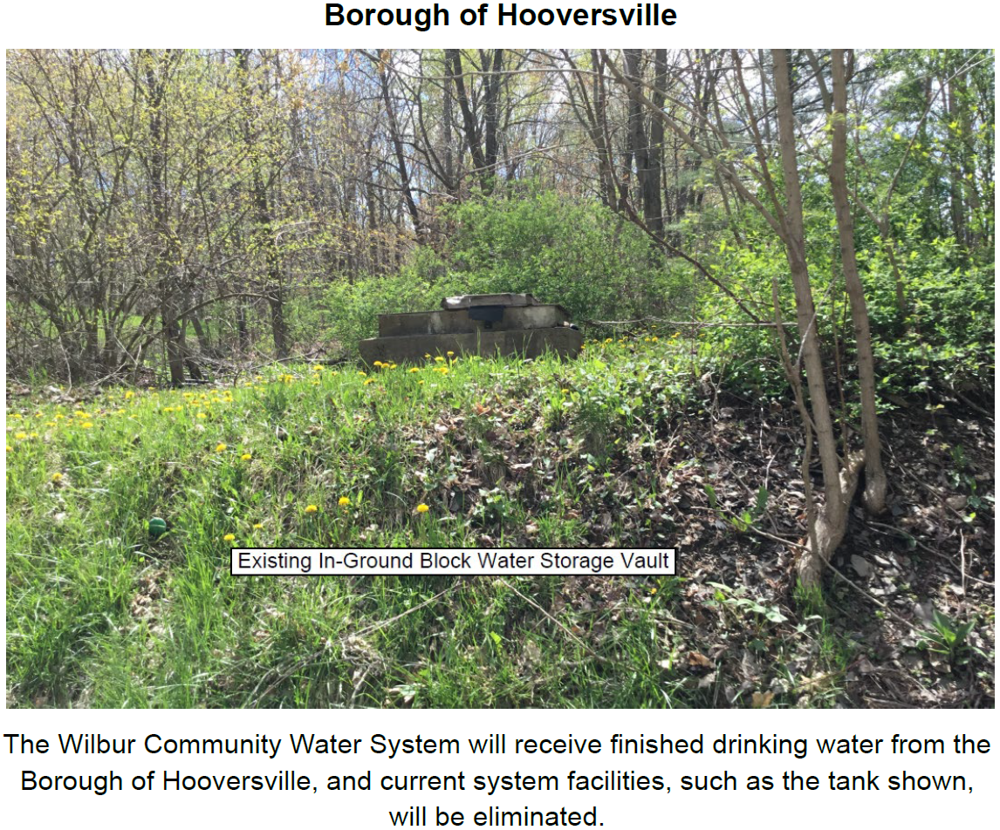 Borough of Hooversville
Existing In-Ground Block Water Storage Vault
The Wilbur Community Water System will receive finished drinking water from the
Borough of Hooversville, and current system facilities, such as the tank shown,
will be eliminated.